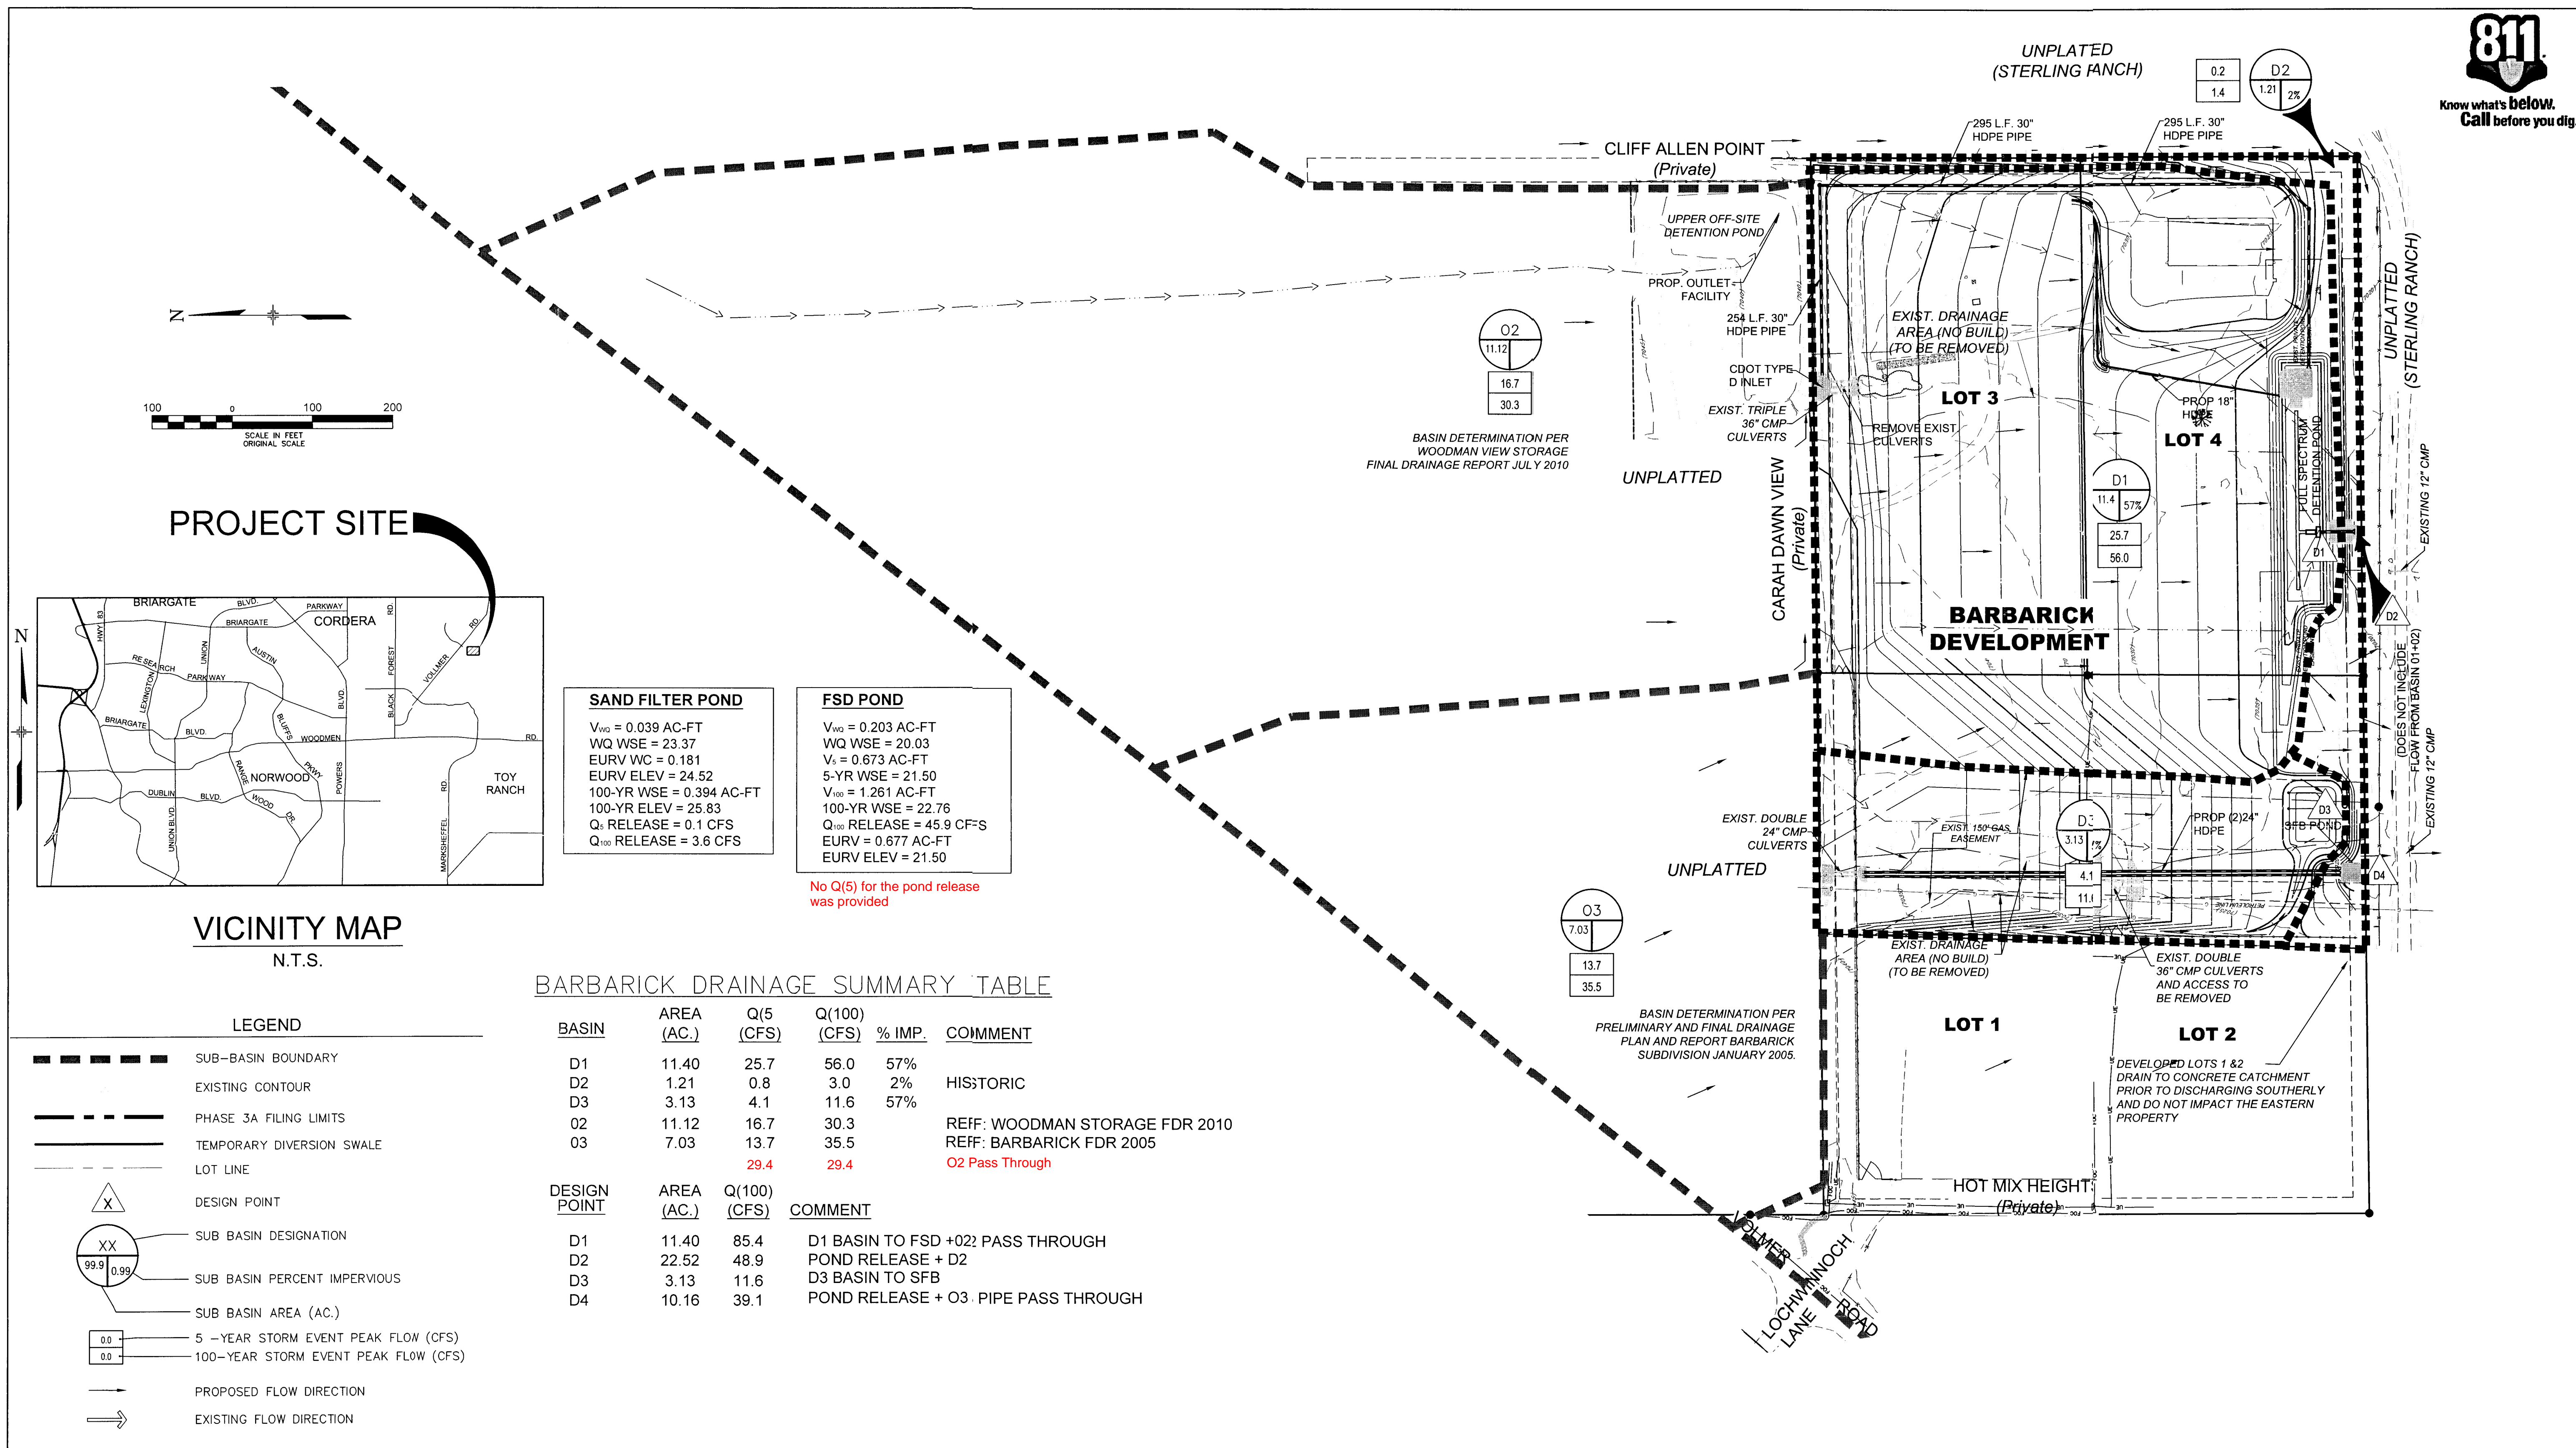 811
Know what's below.
Call before you dig.
UNPLATTED
(STERLING RANCH)
0.2
1.4
D2
1.21
2%
295 L.F. 30"
HDPE PIPE
295 L.F. 30"
HDPE PIPE
CLIFF ALLEN POINT
(Private)
UPPER OFF-SITE
DETENTION POND
PROP. OUTLET
FACILITY
254 L.F. 30"
HDPE PIPE
EXIST. DRAINAGE
AREA (NO BUILD)
(TO BE REMOVED)
CDOT TYPE
D INLET
EXIST. TRIPLE
36" CMP
CULVERTS
REMOVE EXIST.
CULVERTS
LOT 3
PROP 18"
HDPE
LOT 4
FULL SPECTRUM
DETENTION POND
UNPLATTED
(STERLING RANCH)
EXISTING 12" CMP
O2
11.12
16.7
30.3
BASIN DETERMINATION PER
WOODMAN VIEW STORAGE
FINAL DRAINAGE REPORT JULY 2010
UNPLATTED
CARAH DAWN VIEW
(Private)
D1
11.4
57%
25.7
56.0
D1
D2
BARBARICK
DEVELOPMENT
(DOES NOT INCLUDE
FLOW FROM BASIN 01+02)
EXISTING 12" CMP
N
100
0
100
200
SCALE IN FEET
ORIGINAL SCALE
PROJECT SITE
N
BRIARGATE
BLVD.
PARKWAY
CORDERA
RD.
RD.
HWY 83
BRIARGATE
UNION
AUSTIN
RESEARCH
PARKWAY
LEXINGTON
FOREST
VOLLMER
BLACK
BLVD.
BRIARGATE
BLVD.
BLUFFS
WOODMEN
RD.
RANGE
NORWOOD
PKWY
POWERS
RD.
TOY
RANCH
DUBLIN
BLVD.
WOOD
DR
UNION BLVD.
MARKSHEFFEL
VICINITY MAP
N.T.S.
SAND FILTER POND
VWQ = 0.039 AC-FT
WQ WSE = 23.37
EURV WC = 0.181
EURV ELEV = 24.52
100-YR WSE = 0.394 AC-FT
100-YR ELEV = 25.83
Q5 RELEASE = 0.1 CFS
Q100 RELEASE = 3.6 CFS
FSD POND
VWQ = 0.203 AC-FT
WQ WSE = 20.03
V5 = 0.673 AC-FT
5-YR WSE = 21.50
V100 = 1.261 AC-FT
100-YR WSE = 22.76
Q100 RELEASE = 45.9 CFS
EURV = 0.677 AC-FT
EURV ELEV = 21.50
No Q(5) for the pond release
was provided
EXIST. DOUBLE
24" CMP
CULVERTS
UNPLATTED
EXIST. 150' GAS
EASEMENT
D3
3.13
4.1
PROP (2)24"
HDPE
D3
SFB POND
D4
PETROLEUM LINE
O3
7.03
13.7
35.5
BASIN DETERMINATION PER
PRELIMINARY AND FINAL DRAINAGE
PLAN AND REPORT BARBARICK
SUBDIVISION JANUARY 2005.
EXIST. DRAINAGE
AREA (NO BUILD)
(TO BE REMOVED)
EXIST. DOUBLE
36" CMP CULVERTS
AND ACCESS TO
BE REMOVED
LOT 1
LOT 2
DEVELOPED LOTS 1 &2
DRAIN TO CONCRETE CATCHMENT
PRIOR TO DISCHARGING SOUTHERLY
AND DO NOT IMPACT THE EASTERN
PROPERTY
HOT MIX HEIGHT
(Private)
VOLMER
ROAD
LOCHWINNOCH
LANE
LEGEND
SUB-BASIN BOUNDARY
EXISTING CONTOUR
PHASE 3A FILING LIMITS
TEMPORARY DIVERSION SWALE
LOT LINE
X
DESIGN POINT
XX
99.9
0.99
SUB BASIN DESIGNATION
SUB BASIN PERCENT IMPERVIOUS
SUB BASIN AREA (AC.)
0.0
5 -YEAR STORM EVENT PEAK FLOW (CFS)
0.0
100-YEAR STORM EVENT PEAK FLOW (CFS)
PROPOSED FLOW DIRECTION
EXISTING FLOW DIRECTION
BARBARICK DRAINAGE SUMMARY TABLE
AREA Q(5 Q(100)
BASIN (AC.) (CFS) (CFS) % IMP. COMMENT
D1 11.40 25.7 56.0 57%
D2 1.21 0.8 3.0 2% HISTORIC
D3 3.13 4.1 11.6 57%
02 11.12 16.7 30.3 REF: WOODMAN STORAGE FDR 2010
03 7.03 13.7 35.5 REF: BARBARICK FDR 2005
29.4 29.4 O2 Pass Through
DESIGN AREA Q(100)
POINT (AC.) (CFS) COMMENT
D1 11.40 85.4 D1 BASIN TO FSD +02 PASS THROUGH
D2 22.52 48.9 POND RELEASE + D2
D3 3.13 11.6 D3 BASIN TO SFB
D4 10.16 39.1 POND RELEASE + O3 PIPE PASS THROUGH